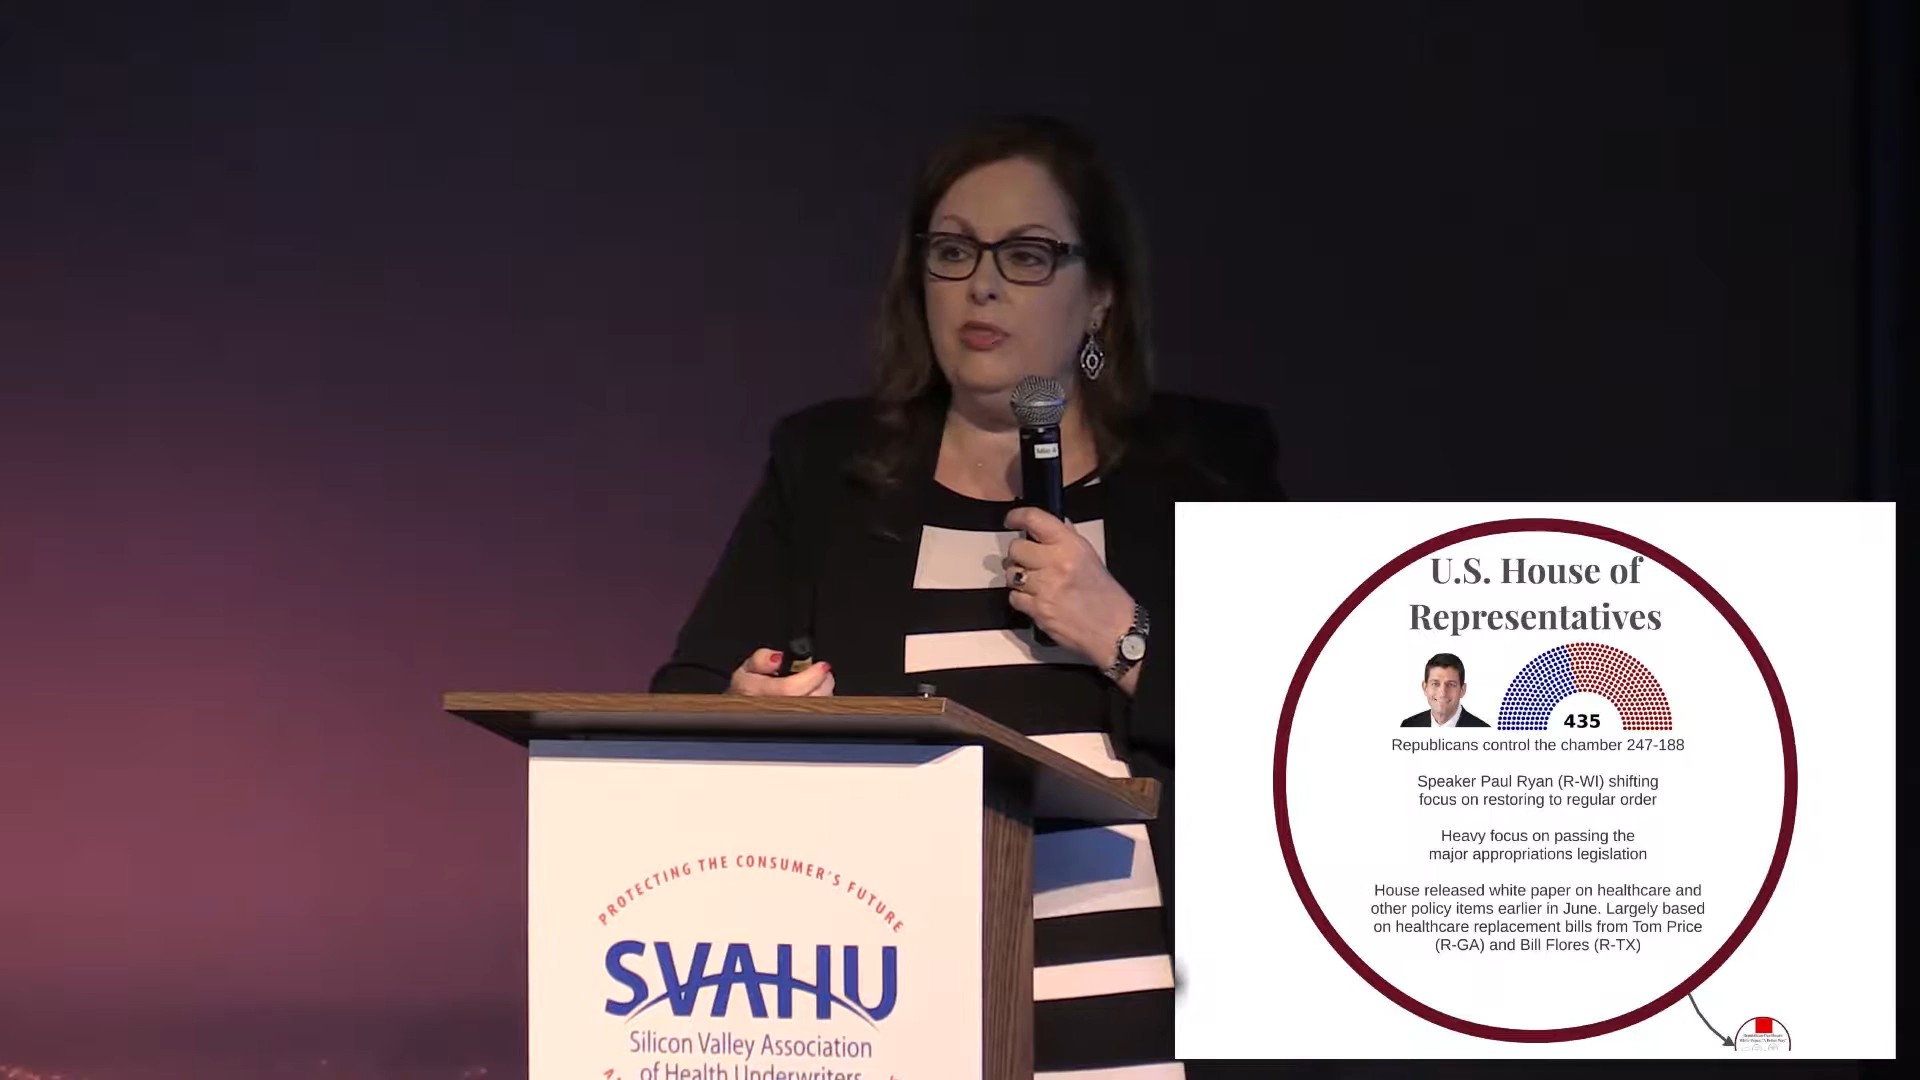 U.S. House of
Representatives
435
Republicans control the chamber 247-188
Speaker Paul Ryan (R-WI) shifting
focus on restoring to regular order
Heavy focus on passing the
major appropriations legislation
House released white paper on healthcare and
other policy items earlier in June. Largely based
on healthcare replacement bills from Tom Price
(R-GA) and Bill Flores (R-TX)
PROTECTING THE CONSUMER'S FUTURE
SVAHU
Silicon Valley Association
of Health Underwriters